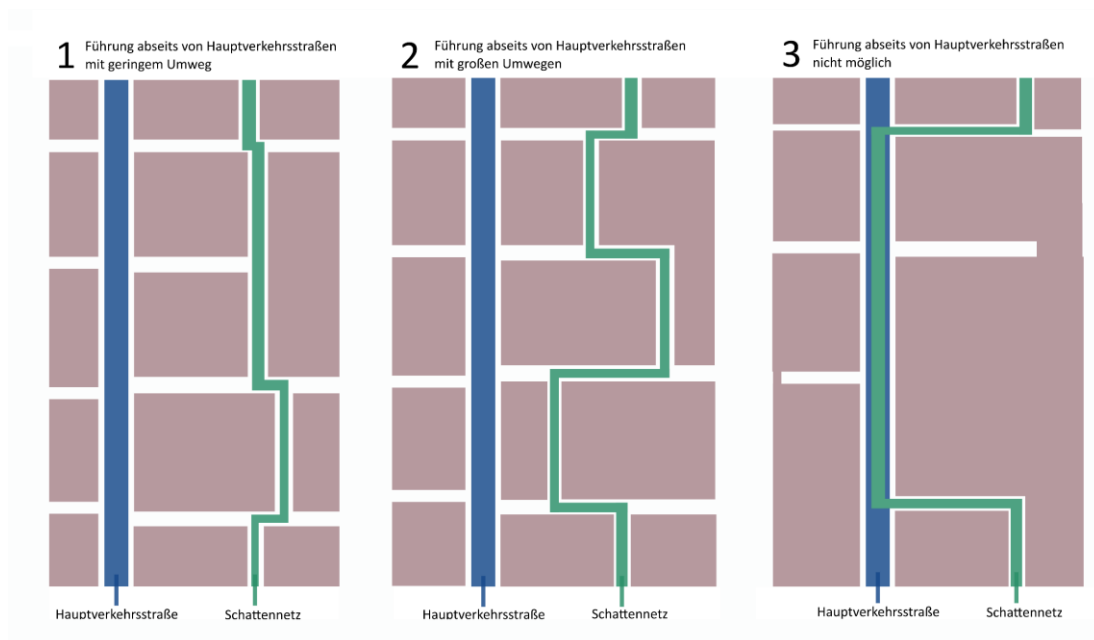 1 Führung abseits von Hauptverkehrsstraßen
mit geringem Umweg
2 Führung abseits von Hauptverkehrsstraßen
mit großen Umwegen
3 Führung abseits von Hauptverkehrsstraßen
nicht möglich
Hauptverkehrsstraße Schattennetz
Hauptverkehrsstraße Schattennetz
Hauptverkehrsstraße Schattennetz